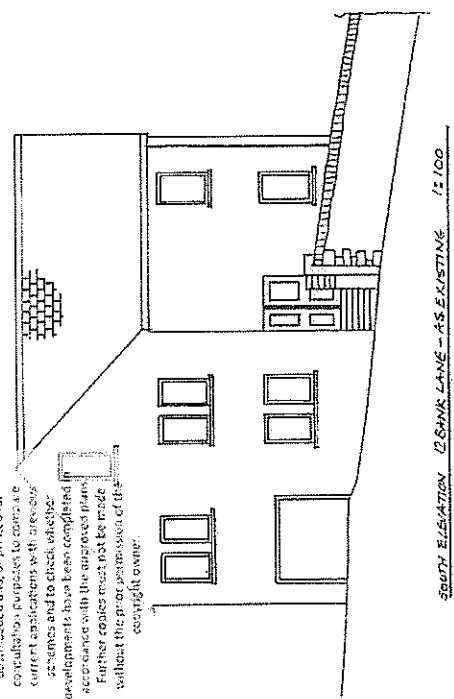 consultation purposes to compare
current applications with previous
schemes and to check whether
developments have been completed in
accordance with the approved plans.
Further copies must not be made
without the prior permission of the
copyright owner.
SOUTH ELEVATION 12 BANK LANE - AS EXISTING 1:100